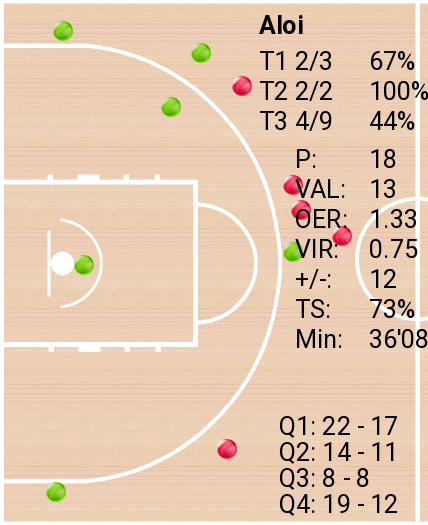 Aloi
T1 2/3 67%
T2 2/2 100%
T3 4/9 44%
P: 18
VAL: 13
OER: 1.33
VIR: 0.75
+/-: 12
TS: 73%
Min: 36'08
Q1: 22 - 17
Q2: 14 - 11
Q3: 8 - 8
Q4: 19 - 12